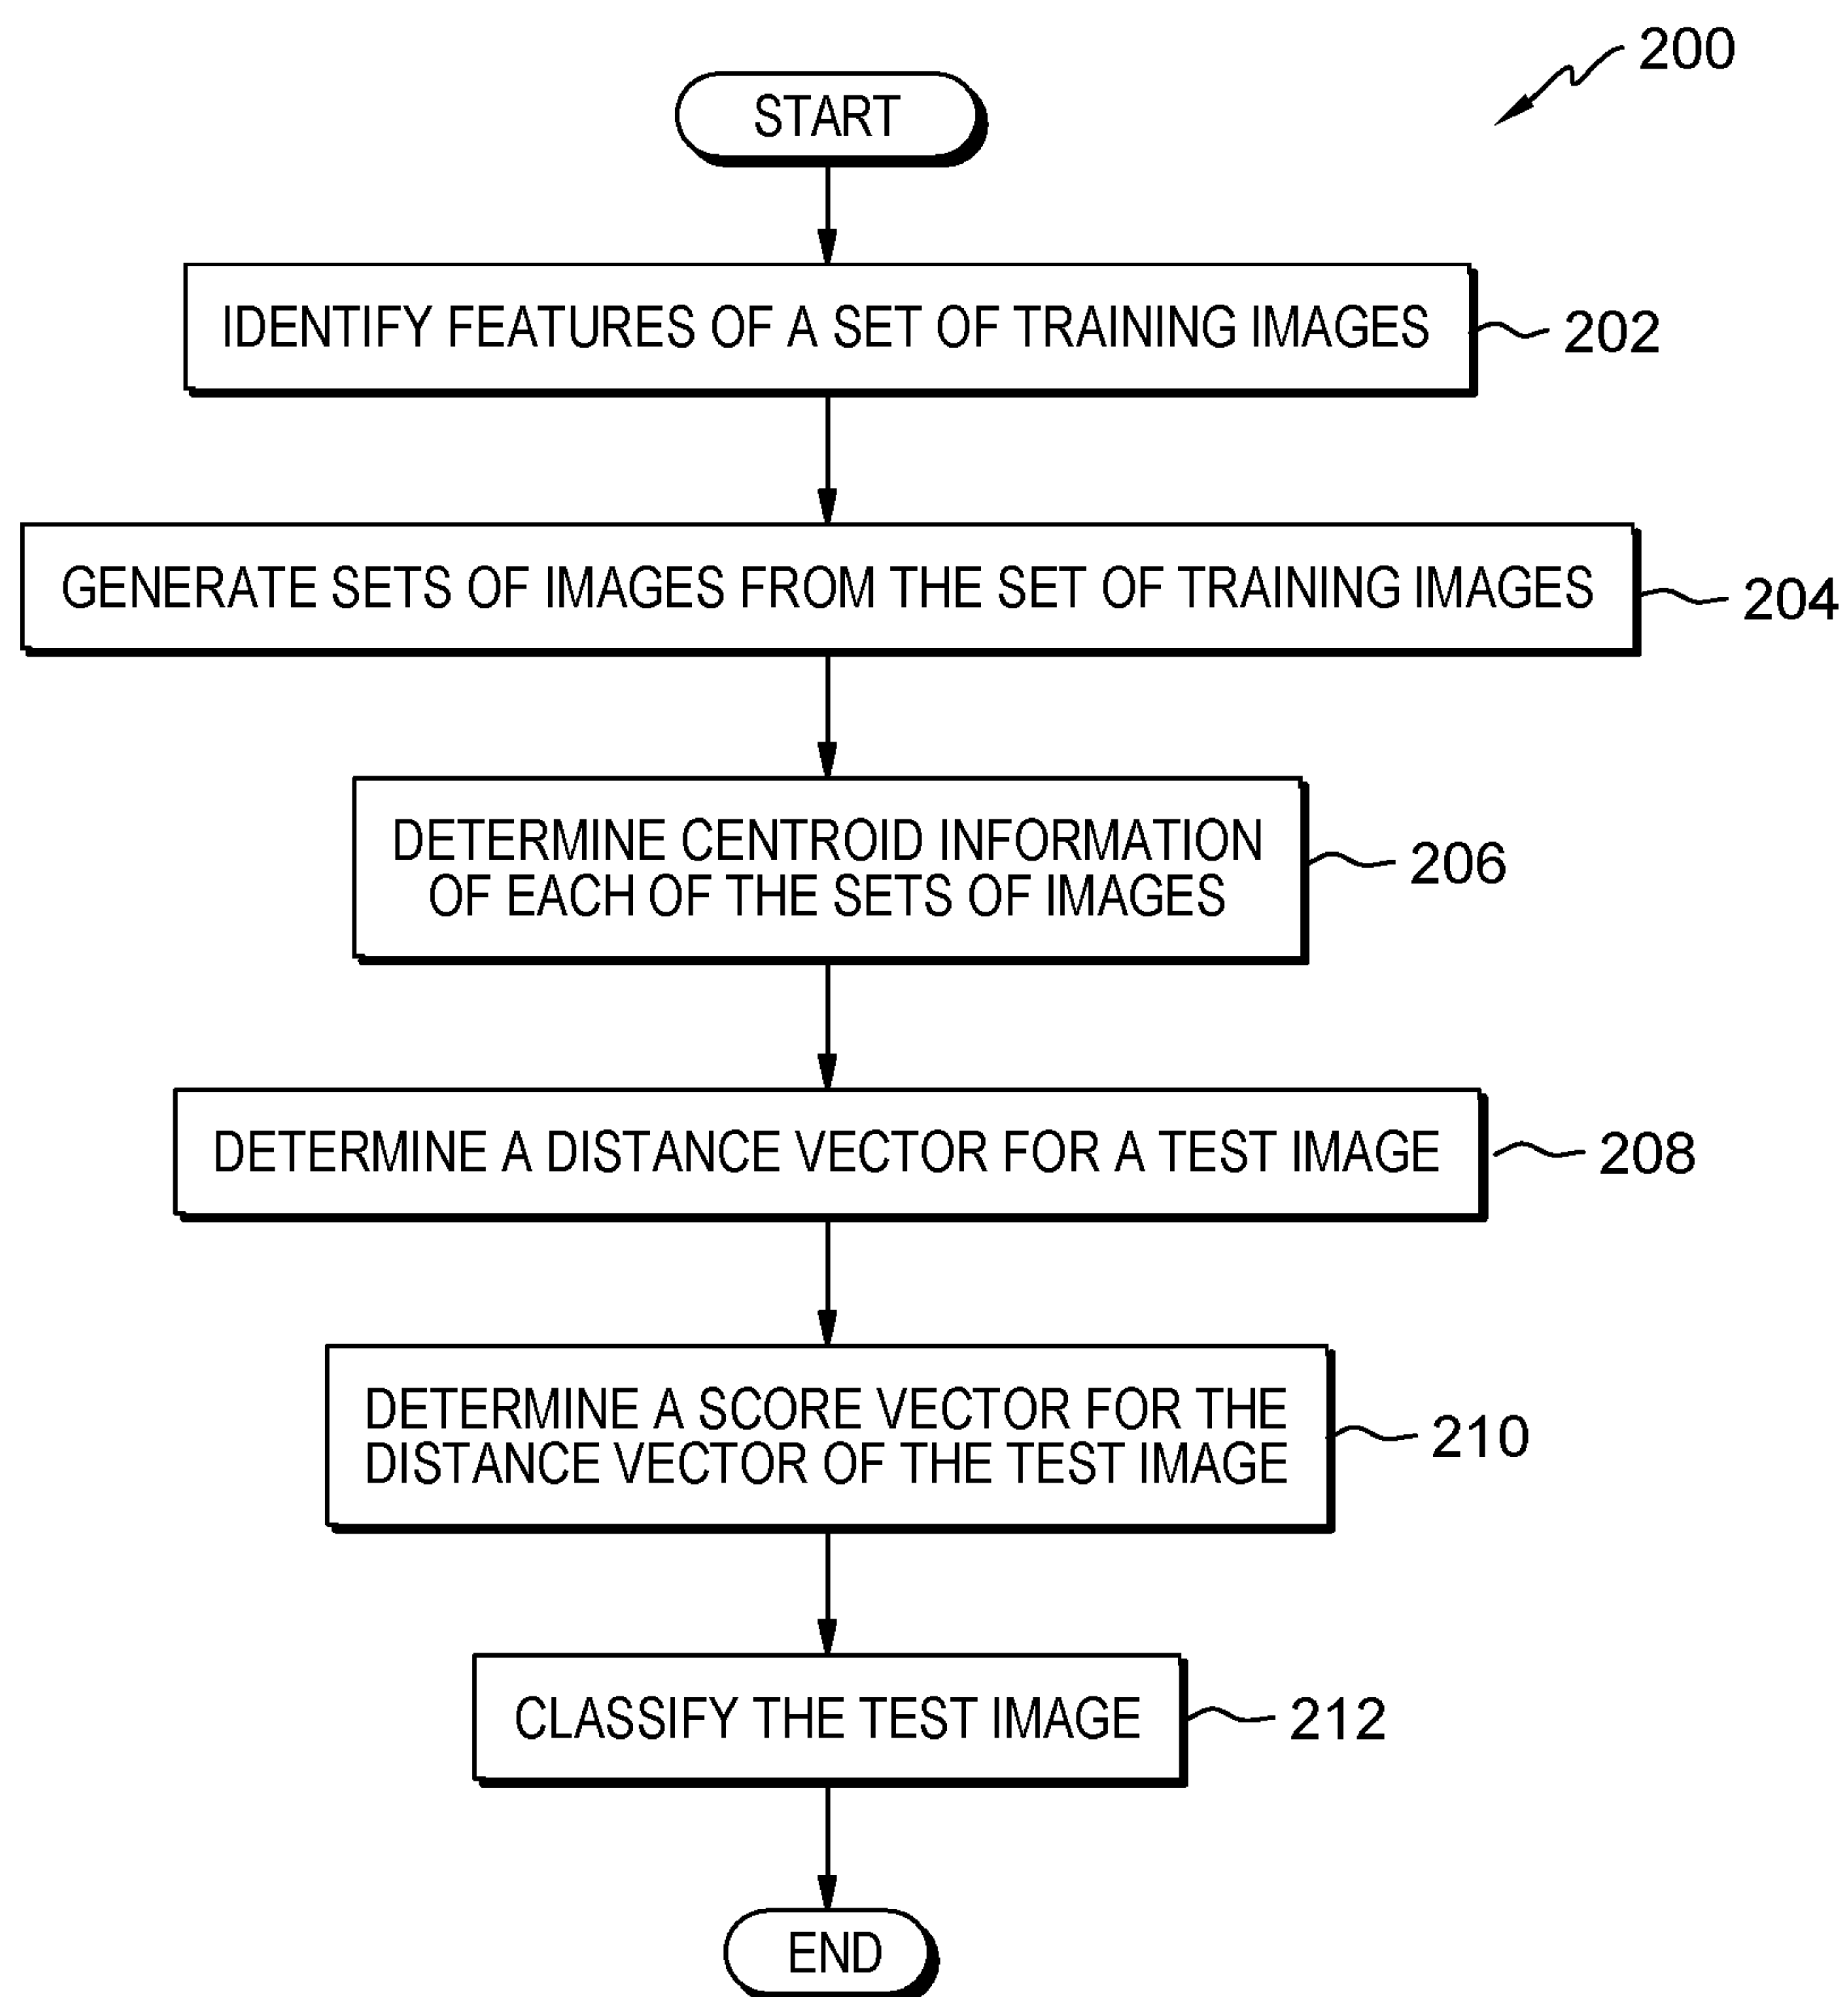 200
START
IDENTIFY FEATURES OF A SET OF TRAINING IMAGES
202
GENERATE SETS OF IMAGES FROM THE SET OF TRAINING IMAGES
204
DETERMINE CENTROID INFORMATION
OF EACH OF THE SETS OF IMAGES
206
DETERMINE A DISTANCE VECTOR FOR A TEST IMAGE
208
DETERMINE A SCORE VECTOR FOR THE
DISTANCE VECTOR OF THE TEST IMAGE
210
CLASSIFY THE TEST IMAGE
212
END